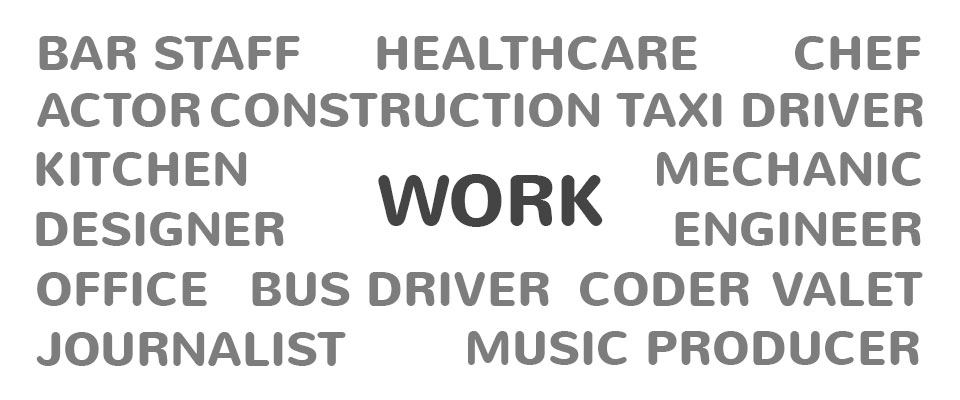 BAR STAFF HEALTHCARE CHEF
ACTOR CONSTRUCTION TAXI DRIVER
KITCHEN MECHANIC
WORK
DESIGNER ENGINEER
OFFICE BUS DRIVER CODER VALET
JOURNALIST MUSIC PRODUCER